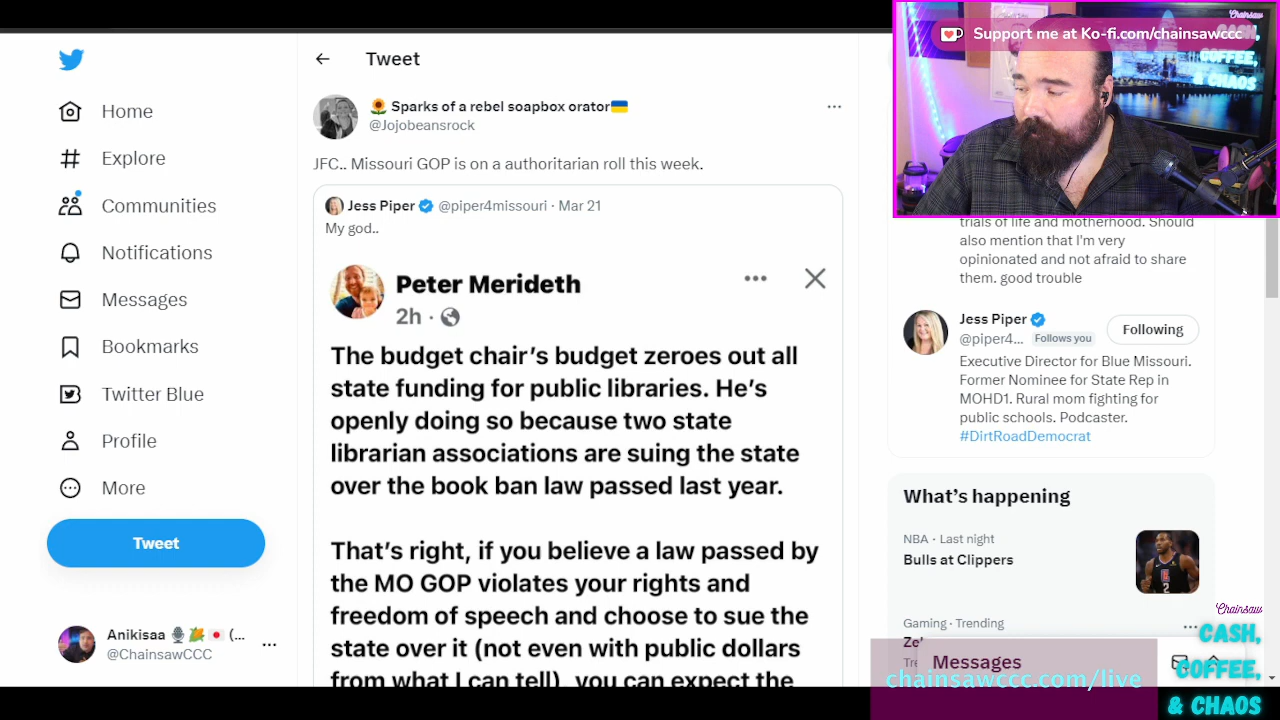 Tweet
Home
Explore
Communities
Notifications
Messages
Bookmarks
Twitter Blue
Profile
More
Tweet
Anikisaa (...
@ChainsawCCC
Sparks of a rebel soapbox orator
@Jojobeansrock
JFC.. Missouri GOP is on a authoritarian roll this week.
Jess Piper @piper4missouri · Mar 21
My god..
Peter Merideth
2h ·
The budget chair's budget zeroes out all
state funding for public libraries. He's
openly doing so because two state
librarian associations are suing the state
over the book ban law passed last year.
That's right, if you believe a law passed by
the MO GOP violates your rights and
freedom of speech and choose to sue the
state over it (not even with public dollars
from what I can tell), you can expect the
Chainsaw
Support me at Ko-fi.com/chainsawccc
CASH,
COFFEE,
& CHAOS
trials of life and motherhood. Should
also mention that I'm very
opinionated and not afraid to share
them. good trouble
Jess Piper
@piper4... Follows you
Following
Executive Director for Blue Missouri.
Former Nominee for State Rep in
MOHD1. Rural mom fighting for
public schools. Podcaster.
#DirtRoadDemocrat
What's happening
NBA · Last night
Bulls at Clippers
Gaming · Trending
Messages
chainsawccc.com/live
Chainsaw
CASH,
COFFEE,
& CHAOS